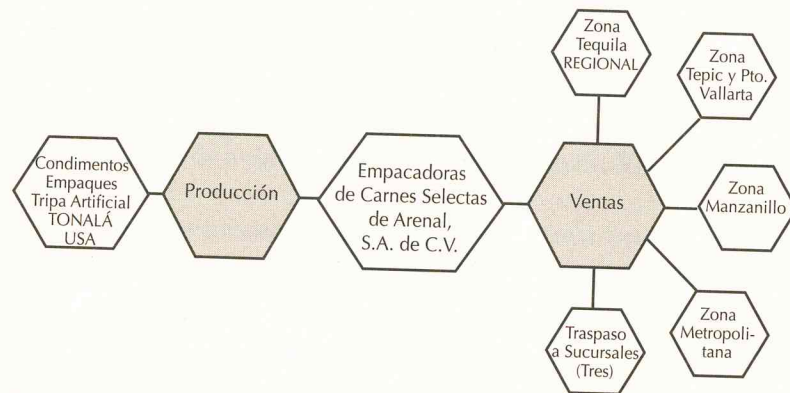 Condimentos
Empaques
Tripa Artificial
TONALÁ
USA
Producción
Empacadoras
de Carnes Selectas
de Arenal,
S.A. de C.V.
Ventas
Zona
Tequila
REGIONAL
Zona
Tepic y Pto.
Vallarta
Zona
Manzanillo
Zona
Metropoli-
tana
Traspaso
a Sucursales
(Tres)